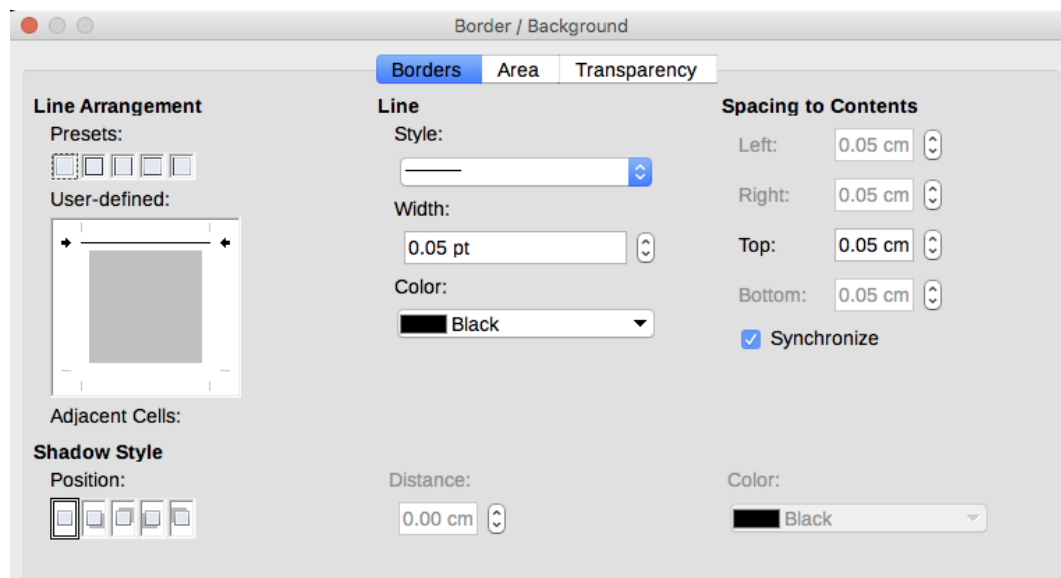 Border / Background
Borders Area Transparency
Line Arrangement
Presets:
User-defined:
Adjacent Cells:
Line
Style:
Width:
0.05 pt
Color:
Black
Spacing to Contents
Left: 0.05 cm
Right: 0.05 cm
Top: 0.05 cm
Bottom: 0.05 cm
Synchronize
Shadow Style
Position:
Distance:
0.00 cm
Color:
Black